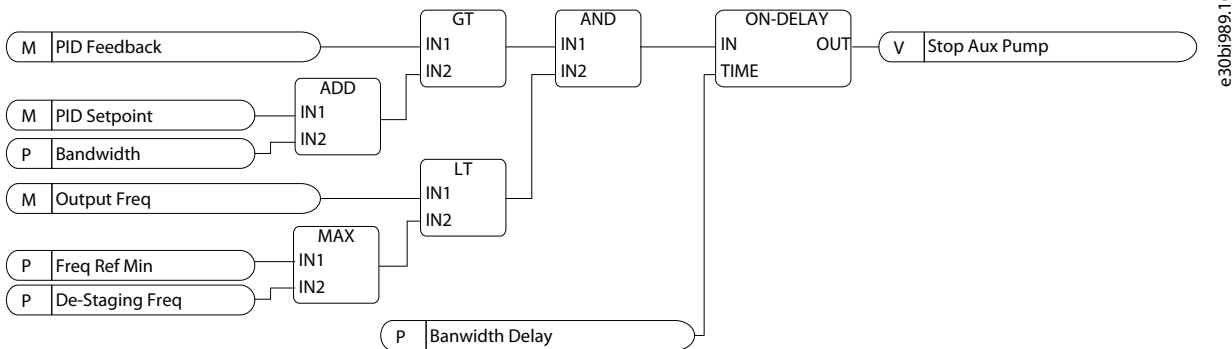 GT
AND
ON-DELAY
M PID Feedback
IN1
IN1
IN OUT
V Stop Aux Pump
IN2
IN2
TIME
ADD
M PID Setpoint
IN1
P Bandwidth
IN2
LT
M Output Freq
IN1
IN2
MAX
P Freq Ref Min
IN1
P De-Staging Freq
IN2
P Banwidth Delay